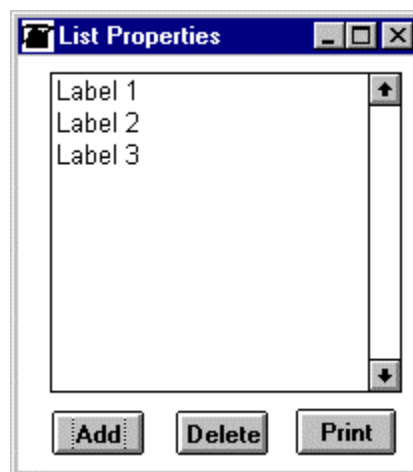 List Properties
Label 1
Label 2
Label 3
Add Delete Print